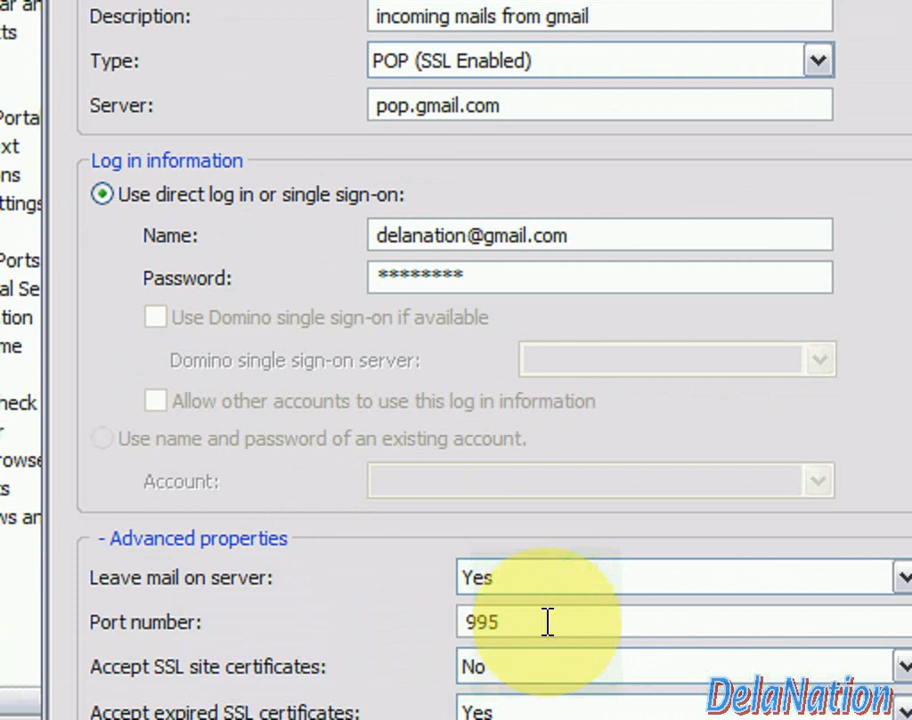 Description: incoming mails from gmail
Type: POP (SSL Enabled)
Server: pop.gmail.com
Log in information
Use direct log in or single sign-on:
Name: delanation@gmail.com
Password: ********
Use Domino single sign-on if available
Domino single sign-on server:
Allow other accounts to use this log in information
Use name and password of an existing account.
Account:
- Advanced properties
Leave mail on server: Yes
Port number: 995
Accept SSL site certificates: No
Accept expired SSL certificates: Yes
DelaNation